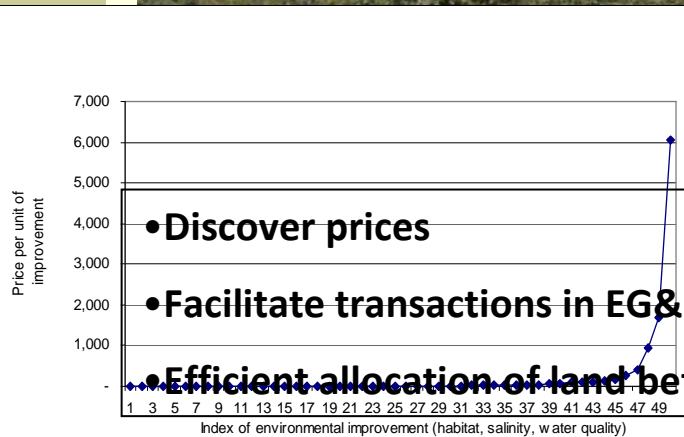 7,000
6,000
5,000
4,000
3,000
2,000
1,000
-
Price per unit of
improvement
•Discover prices
•Facilitate transactions in EG&
•Efficient allocation of land
1 3 5 7 9 11 13 15 17 19 21 23 25 27 29 31 33 35 37 39 41 43 45 47 49
Index of environmental improvement (habitat, salinity, water quality)